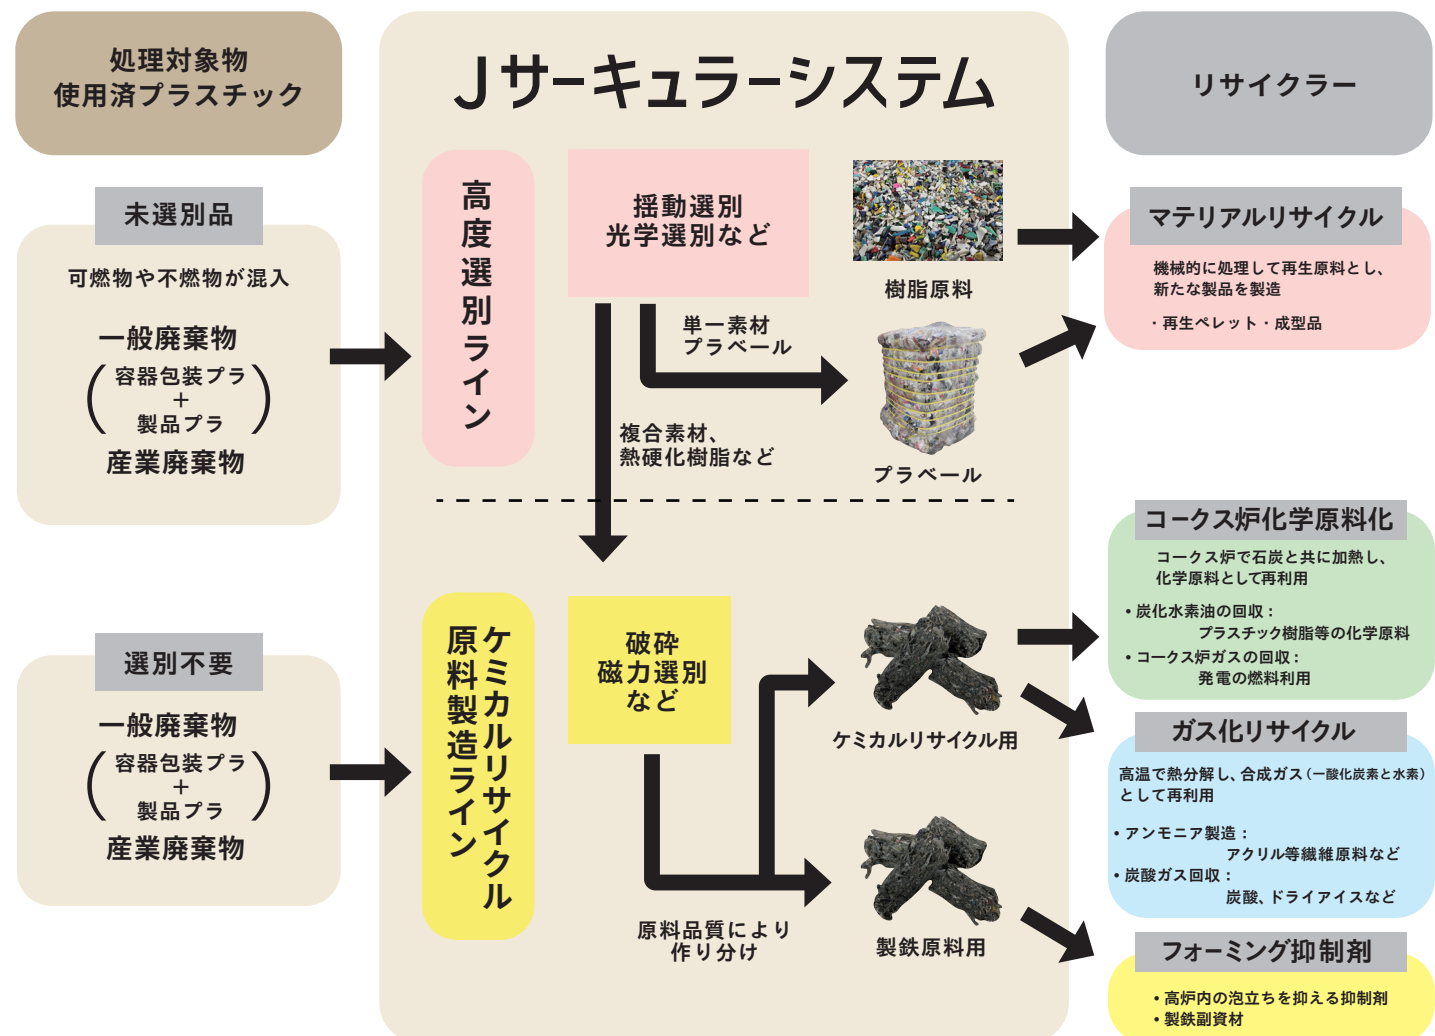 処理対象物
使用済プラスチック
Jサーキュラーシステム
リサイクラー
未選別品
可燃物や不燃物が混入
一般廃棄物
(容器包装プラ
+
製品プラ)
産業廃棄物
高度選別ライン
揺動選別
光学選別など
樹脂原料
単一素材
プラベール
プラベール
複合素材、
熱硬化樹脂など
マテリアルリサイクル
機械的に処理して再生原料とし、
新たな製品を製造
・再生ペレット・成型品
選別不要
一般廃棄物
(容器包装プラ
+
製品プラ)
産業廃棄物
ケミカルリサイクル
原料製造ライン
破砕
磁力選別
など
ケミカルリサイクル用
原料品質により
作り分け
製鉄原料用
コークス炉化学原料化
コークス炉で石炭と共に加熱し、
化学原料として再利用
・炭化水素油の回収：
プラスチック樹脂等の化学原料
・コークス炉ガスの回収：
発電の燃料利用
ガス化リサイクル
高温で熱分解し、合成ガス（一酸化炭素と水素）
として再利用
・アンモニア製造：
アクリル等繊維原料など
・炭酸ガス回収：
炭酸、ドライアイスなど
フォーミング抑制剤
・高炉内の泡立ちを抑える抑制剤
・製鉄副資材